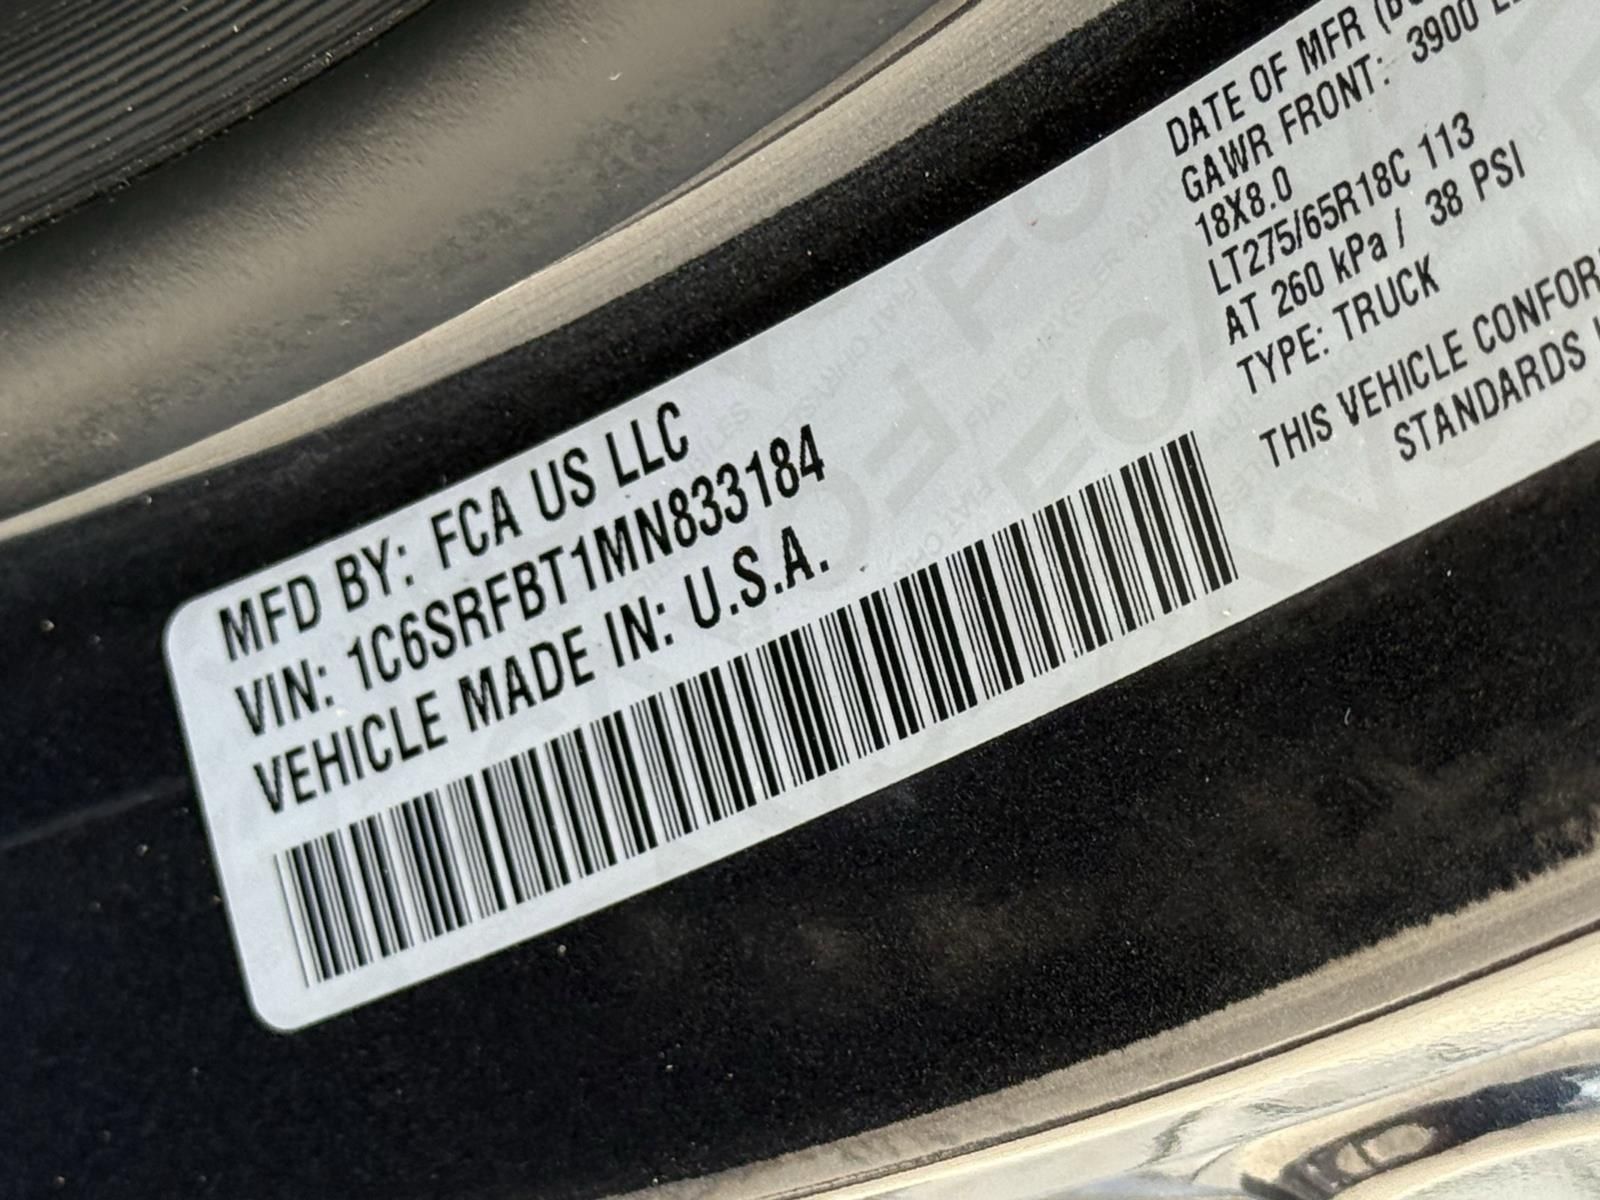 MFD BY: FCA US LLC
VIN: 1C6SRFBT1MN833184
VEHICLE MADE IN: U.S.A.
DATE OF MFR
GAWR FRONT: 3900
18X8.0
LT275/65R18C 113
AT 260 kPa / 38 PSI
TYPE: TRUCK
THIS VEHICLE
STANDARDS